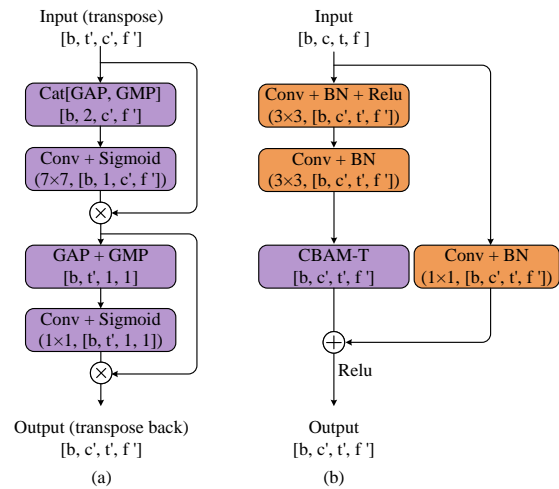 Input (transpose)
[b, t', c', f ']
Cat[GAP, GMP]
[b, 2, c', f ']
Conv + Sigmoid
(7×7, [b, 1, c', f '])
GAP + GMP
[b, t', 1, 1]
Conv + Sigmoid
(1×1, [b, t', 1, 1])
Output (transpose back)
[b, c', t', f ']
(a)
Input
[b, c, t, f ]
Conv + BN + Relu
(3×3, [b, c', t', f '])
Conv + BN
(3×3, [b, c', t', f '])
CBAM-T
[b, c', t', f ']
Conv + BN
(1×1, [b, c', t', f '])
Relu
Output
[b, c', t', f ']
(b)